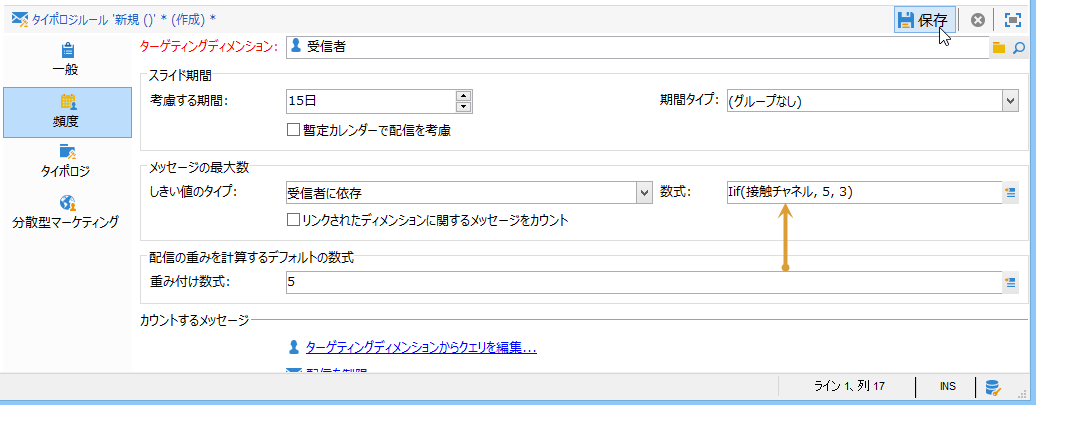 タイポロジルール '新規 ()' * (作成) *
保存
一般
頻度
タイポロジ
分散型マーケティング
ターゲティングディメンション:
受信者
スライド期間
考慮する期間: 15日 期間タイプ: (グループなし)
暫定カレンダーで配信を考慮
メッセージの最大数
しきい値のタイプ: 受信者に依存 数式: Iif(接触チャネル, 5, 3)
リンクされたディメンションに関するメッセージをカウント
配信の重みを計算するデフォルトの数式
重み付け数式: 5
カウントするメッセージ
ターゲティングディメンションからクエリを編集...
ライン 1、列 17 INS